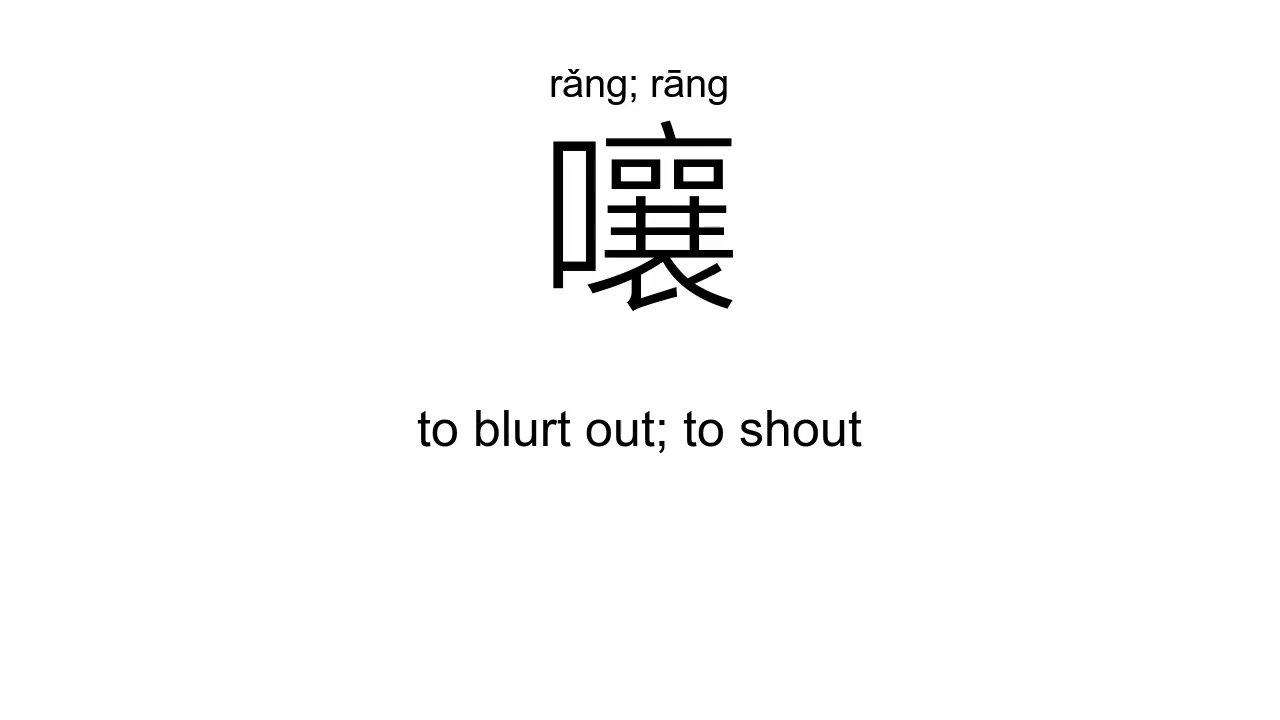 rǎng; rāng
嚷
to blurt out; to shout